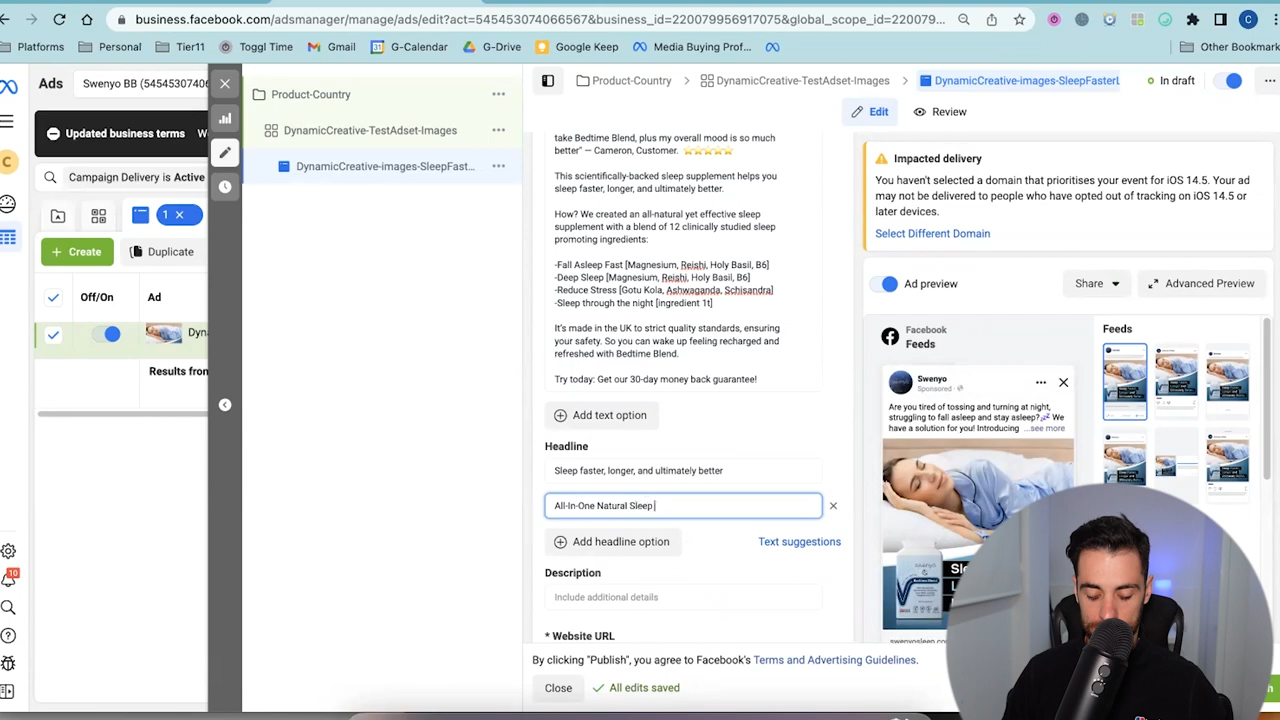 business.facebook.com/adsmanager/manage/ads/edit?act=545453074066567&business_id=220079956917075&global_scope_id=220079...
C
Platforms
Personal
Tier11
Toggl Time
Gmail
G-Calendar
G-Drive
Google Keep
Media Buying Prof...
Other Bookmark
Ads
Swenyo BB (5454530740
Updated business terms
C
Campaign Delivery is Active
1
Create
Duplicate
Off/On
Ad
Results from
10
Product-Country
DynamicCreative-TestAdset-Images
DynamicCreative-images-SleepFast...
Product-Country
DynamicCreative-TestAdset-Images
DynamicCreative-images-SleepFasterL
In draft
Edit
Review
take Bedtime Blend, plus my overall mood is so much
better" -- Cameron, Customer. ⭐⭐⭐⭐⭐
This scientifically-backed sleep supplement helps you
sleep faster, longer, and ultimately better.
How? We created an all-natural yet effective sleep
supplement with a blend of 12 clinically studied sleep
promoting ingredients:
-Fall Asleep Fast [Magnesium, Reishi, Holy Basil, B6]
-Deep Sleep [Magnesium, Reishi, Holy Basil, B6]
-Reduce Stress [Gotu Kola, Ashwaganda, Schisandra]
-Sleep through the night [ingredient 1t]
It's made in the UK to strict quality standards, ensuring
your safety. So you can wake up feeling recharged and
refreshed with Bedtime Blend.
Try today: Get our 30-day money back guarantee!
Add text option
Headline
Sleep faster, longer, and ultimately better
All-In-One Natural Sleep
Add headline option
Text suggestions
Description
Include additional details
* Website URL
By clicking "Publish", you agree to Facebook's Terms and Advertising Guidelines.
Close
All edits saved
Impacted delivery
You haven't selected a domain that prioritises your event for iOS 14.5. Your ad
may not be delivered to people who have opted out of tracking on iOS 14.5 or
later devices.
Select Different Domain
Ad preview
Share
Advanced Preview
Facebook
Feeds
Swenyo
Sponsored
Are you tired of tossing and turning at night,
struggling to fall asleep and stay asleep?💤 We
have a solution for you! Introducing ...see more
Feeds